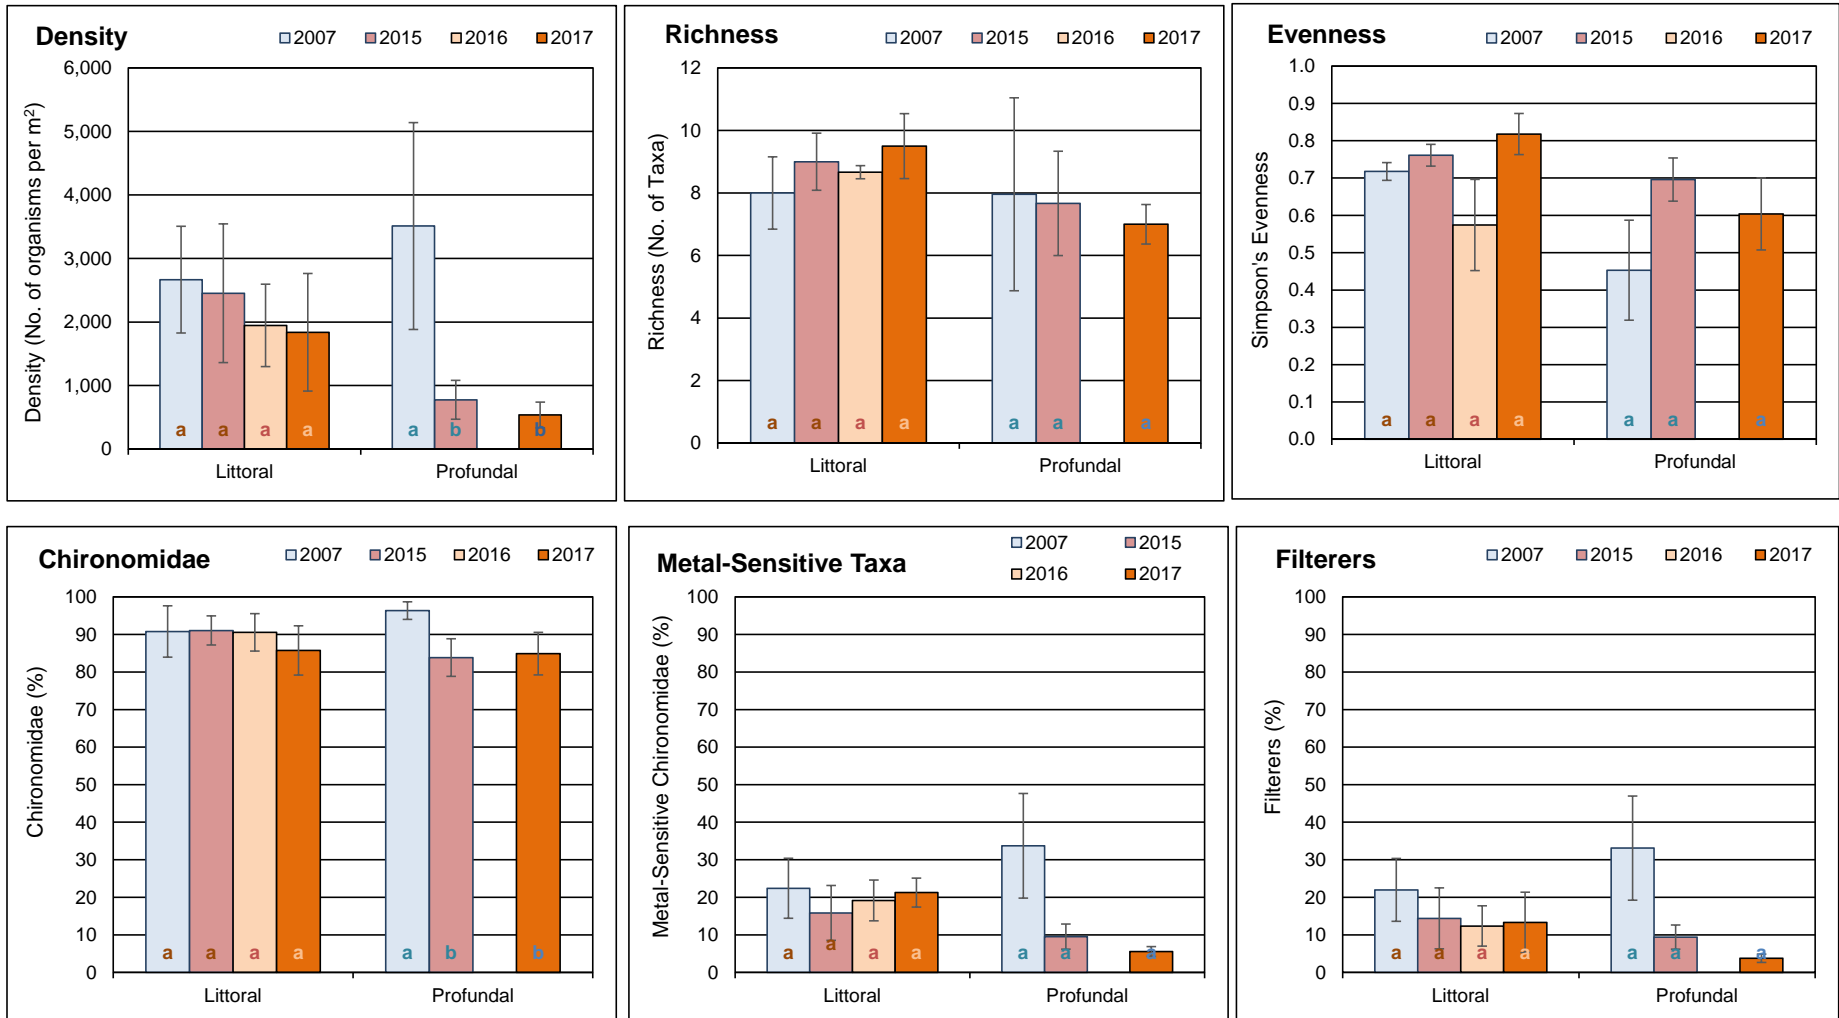 Density
2007 2015 2016 2017
Density (No. of organisms per m²)
6,000
5,000
4,000
3,000
2,000
1,000
0
a a a a a b b
Littoral Profundal
Richness
2007 2015 2016 2017
Richness (No. of Taxa)
12
10
8
6
4
2
0
a a a a a a a
Littoral Profundal
Evenness
2007 2015 2016 2017
Simpson's Evenness
1.0
0.9
0.8
0.7
0.6
0.5
0.4
0.3
0.2
0.1
0.0
a a a a a a a
Littoral Profundal
Chironomidae
2007 2015 2016 2017
Chironomidae (%)
100
90
80
70
60
50
40
30
20
10
0
a a a a a b b
Littoral Profundal
Metal-Sensitive Taxa
2007 2015
2016 2017
Metal-Sensitive Chironomidae (%)
100
90
80
70
60
50
40
30
20
10
0
a a a a a a a
Littoral Profundal
Filterers
2007 2015 2016 2017
Filterers (%)
100
90
80
70
60
50
40
30
20
10
0
a a a a a a a
Littoral Profundal